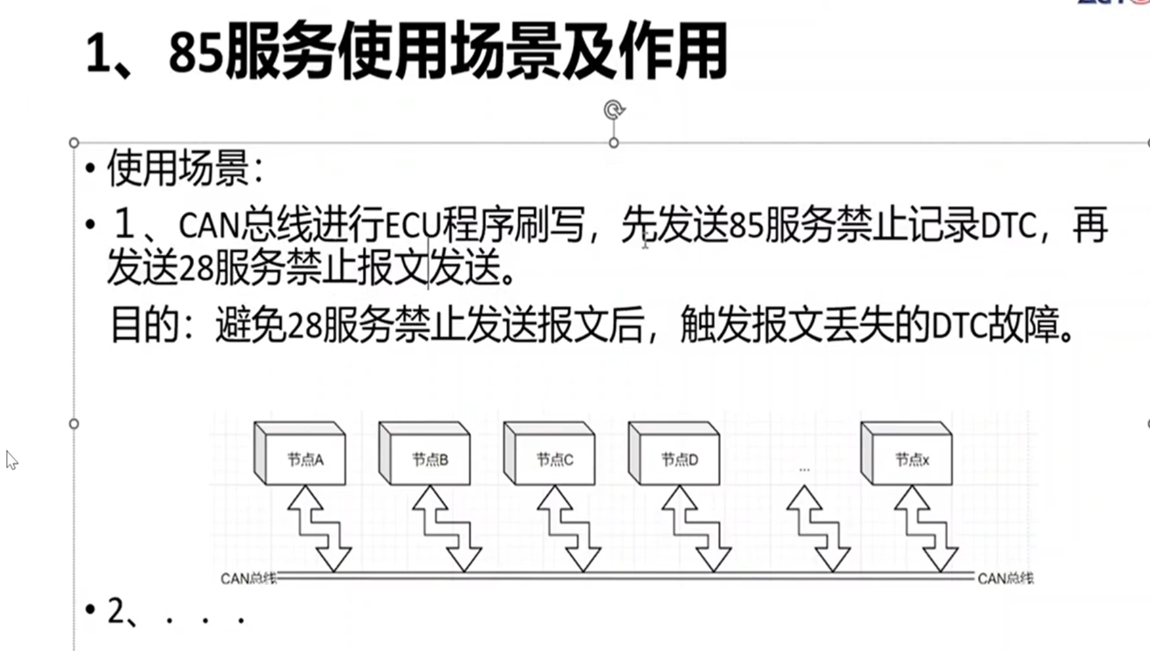 1、85服务使用场景及作用
• 使用场景：
• 1、CAN总线进行ECU程序刷写，先发送85服务禁止记录DTC，再
发送28服务禁止报文发送。
目的：避免28服务禁止发送报文后，触发报文丢失的DTC故障。
节点A 节点B 节点C 节点D ... 节点x
CAN总线 CAN总线
• 2、. . .